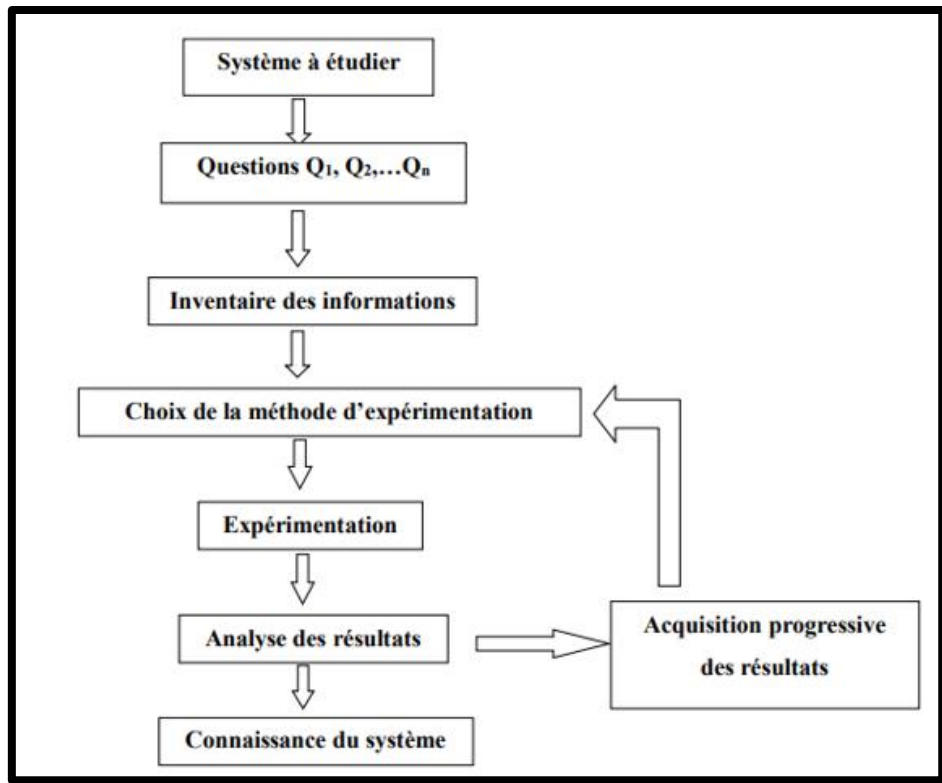 Système à étudier
Questions Q₁, Q₂,…Qₙ
Inventaire des informations
Choix de la méthode d’expérimentation
Expérimentation
Analyse des résultats
Acquisition progressive
des résultats
Connaissance du système